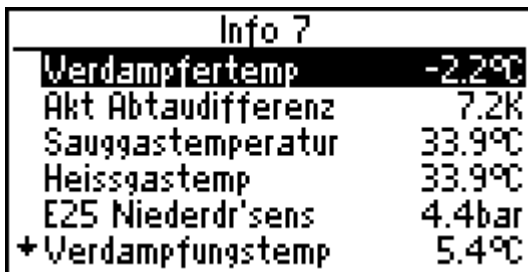 Info 7
Verdampfertemp -2.2°C
Akt Abtaudifferenz 7.2K
Sauggastemperatur 33.9°C
Heissgastemp 33.9°C
E25 Niederdr'sens 4.4bar
Verdampfungstemp 5.4°C